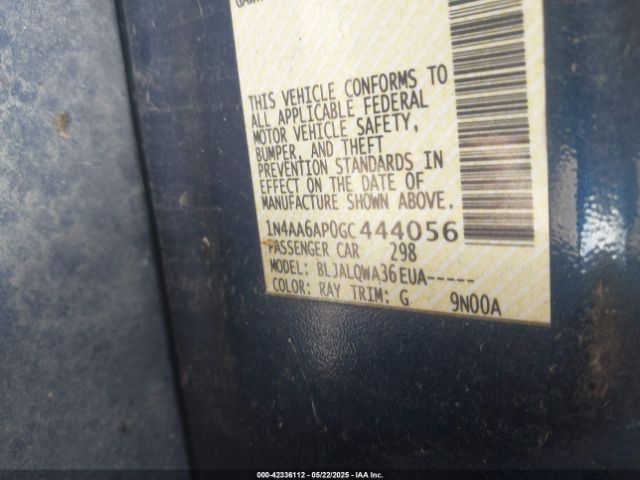 THIS VEHICLE CONFORMS TO
ALL APPLICABLE FEDERAL
MOTOR VEHICLE SAFETY,
BUMPER, AND THEFT
PREVENTION STANDARDS IN
EFFECT ON THE DATE OF
MANUFACTURE SHOWN ABOVE.
1N4AA6AP0GC444056
PASSENGER CAR 298
MODEL: BLJALQWA36EUA-----
COLOR: RAY TRIM: G 9N00A
000-42336112 - 05/22/2025 - IAA Inc.